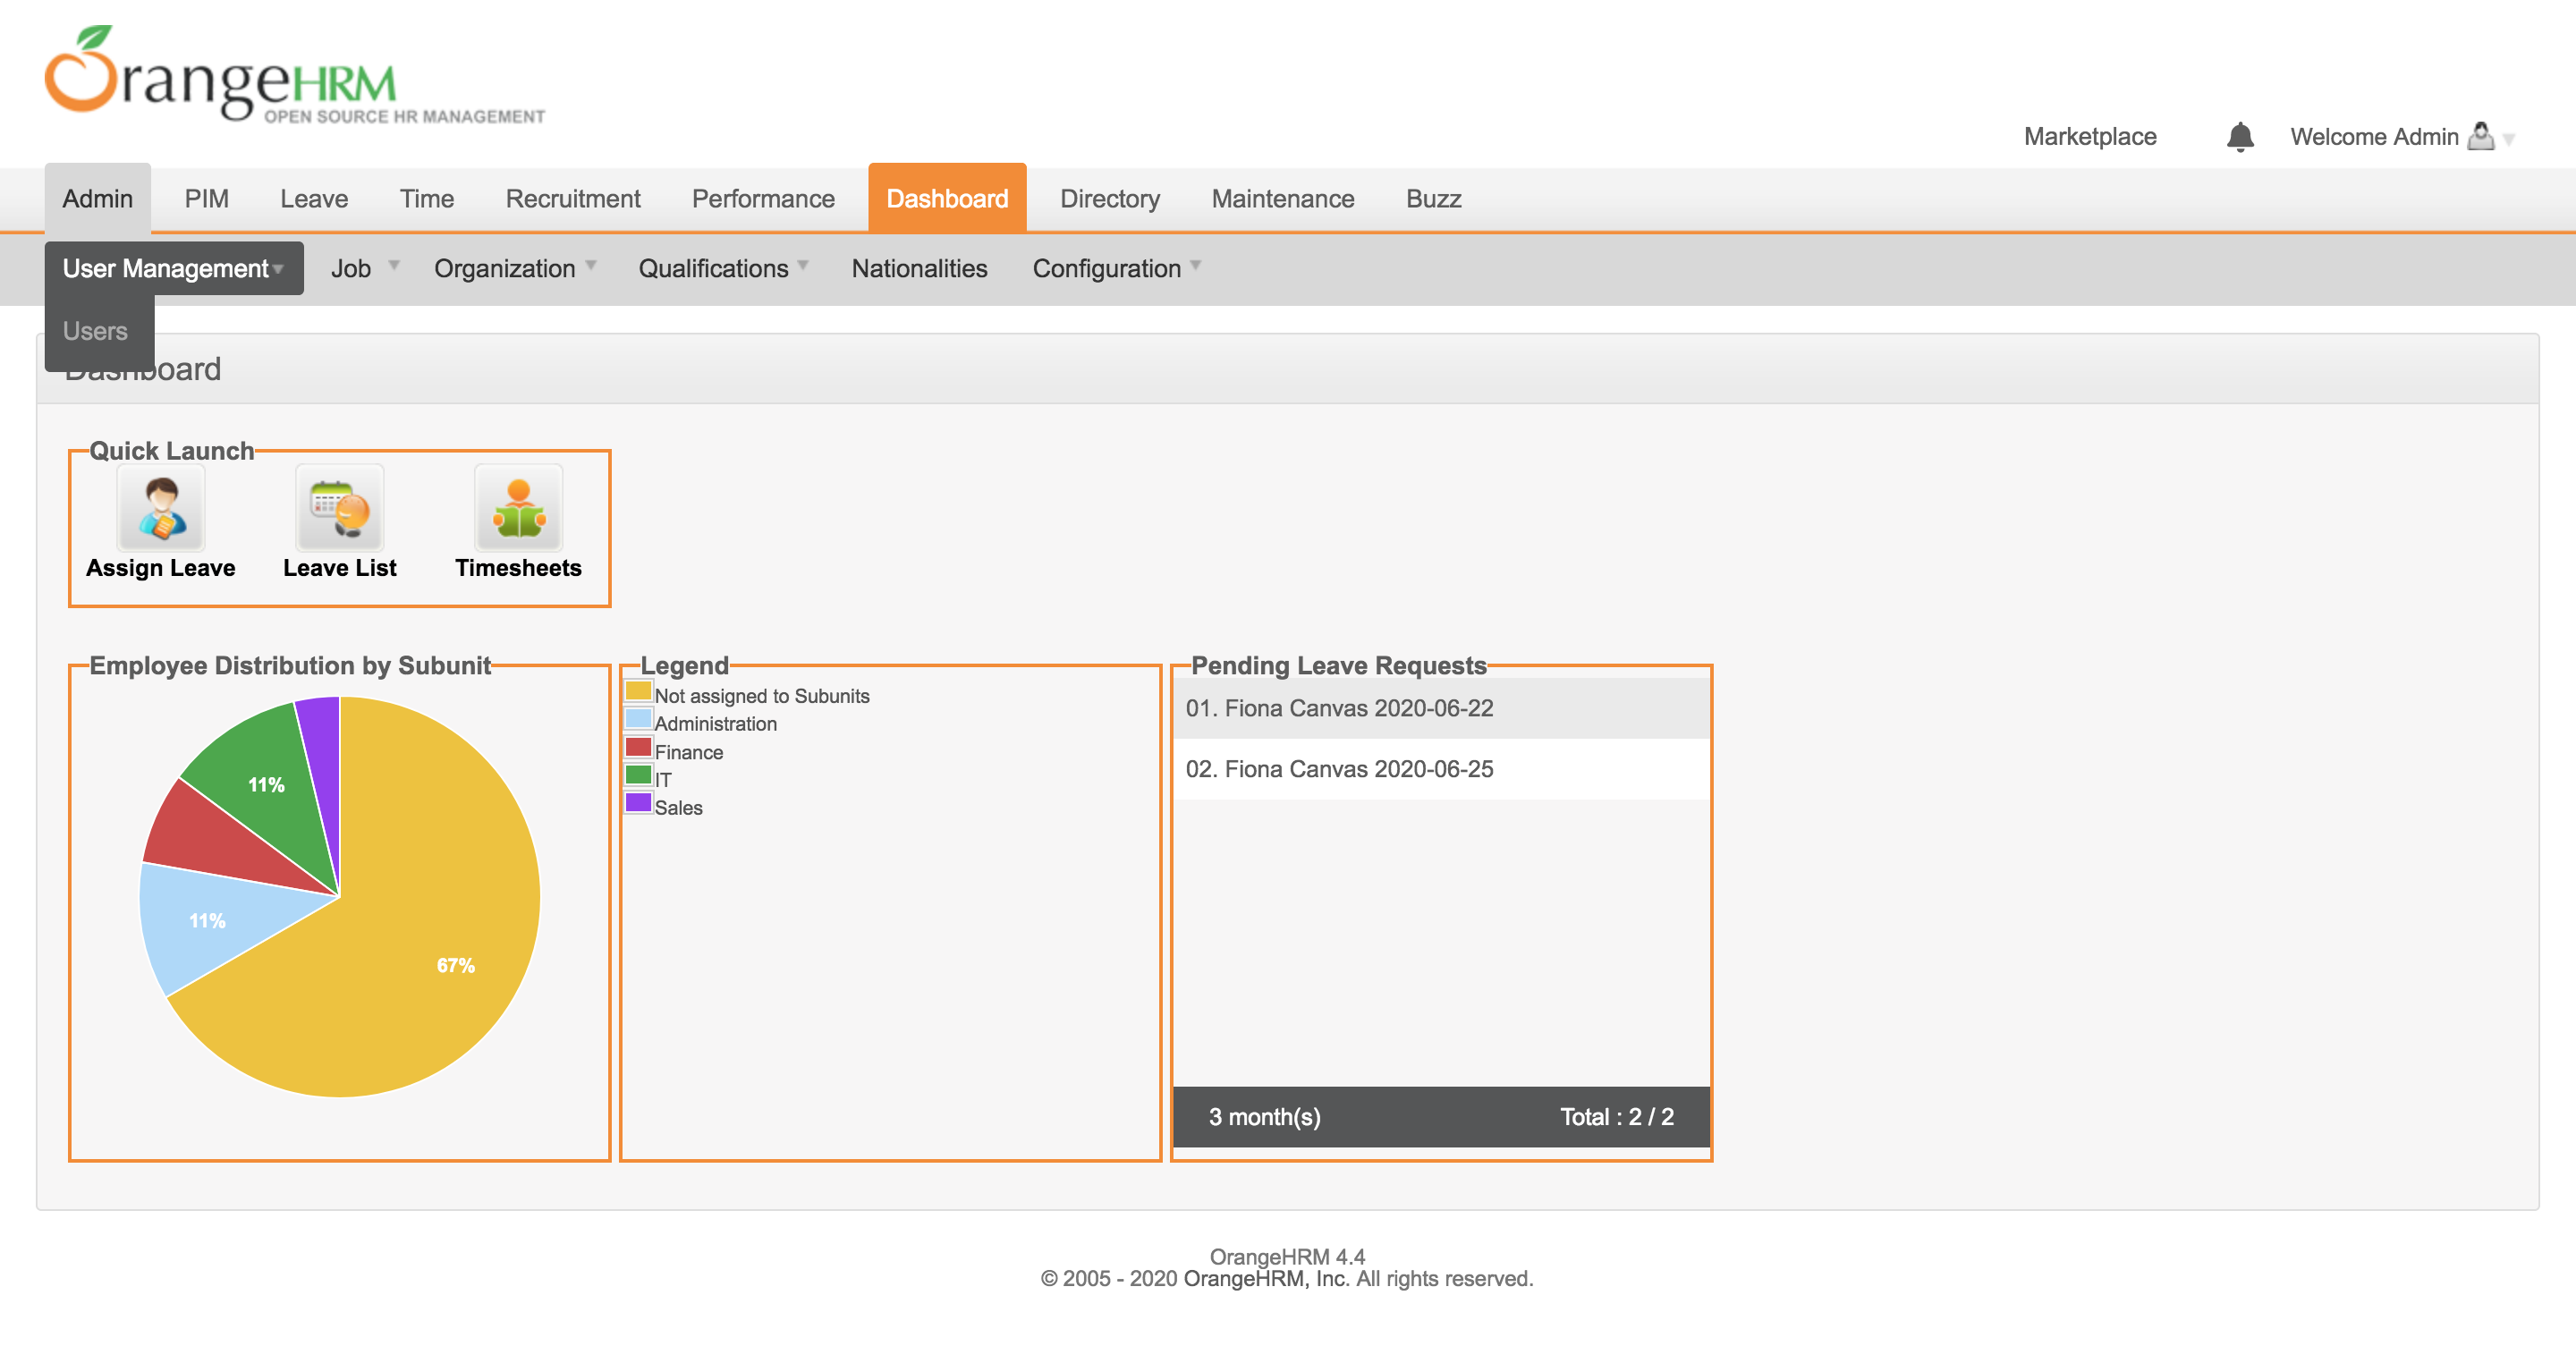 OrangeHRM
OPEN SOURCE HR MANAGEMENT
Marketplace
Welcome Admin
Admin PIM Leave Time Recruitment Performance Dashboard Directory Maintenance Buzz
User Management Job Organization Qualifications Nationalities Configuration
Users
Dashboard
Quick Launch
Assign Leave Leave List Timesheets
Employee Distribution by Subunit
11%
11%
67%
Legend
Not assigned to Subunits
Administration
Finance
IT
Sales
Pending Leave Requests
01. Fiona Canvas 2020-06-22
02. Fiona Canvas 2020-06-25
3 month(s) Total : 2 / 2
OrangeHRM 4.4
© 2005 - 2020 OrangeHRM, Inc. All rights reserved.